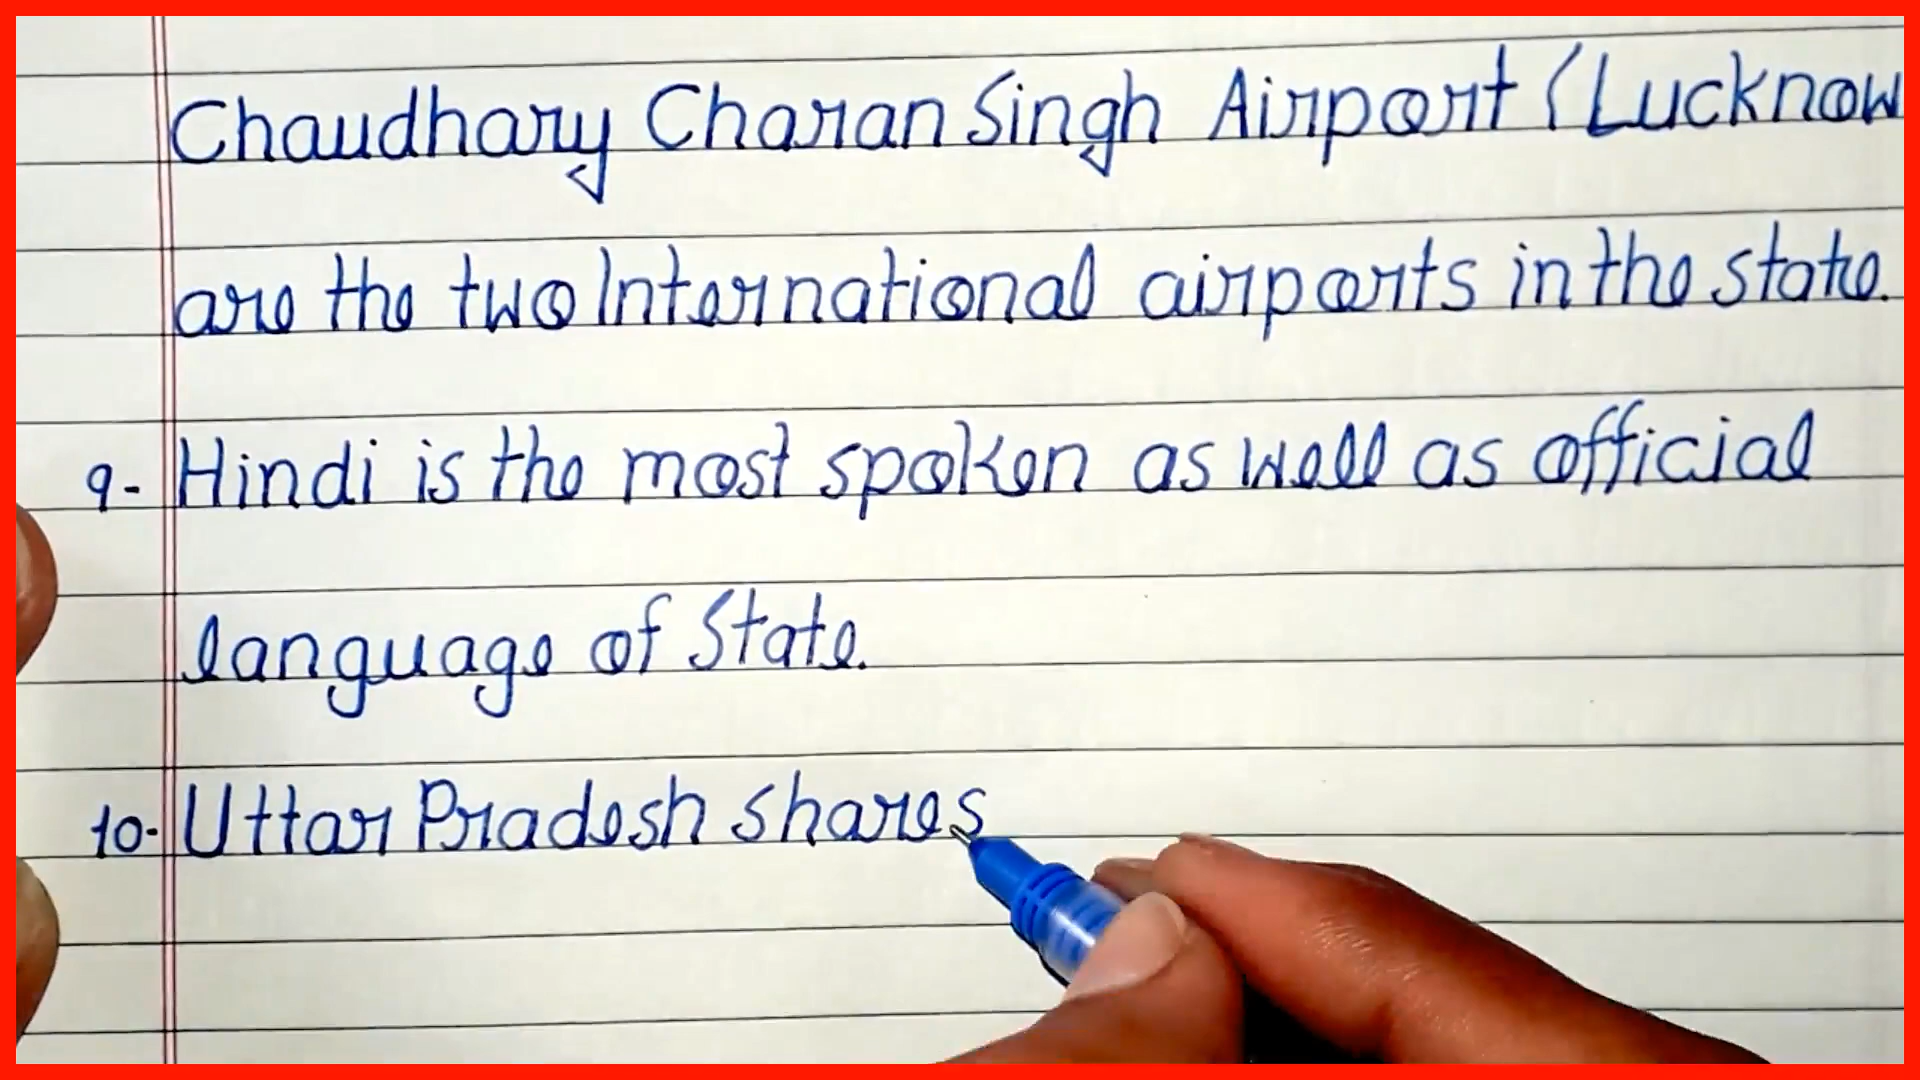 Chaudhary Charan Singh Airport (Lucknow
are the two International airports in the state.
9- Hindi is the most spoken as well as official
language of State.
10- Uttar Pradesh shares